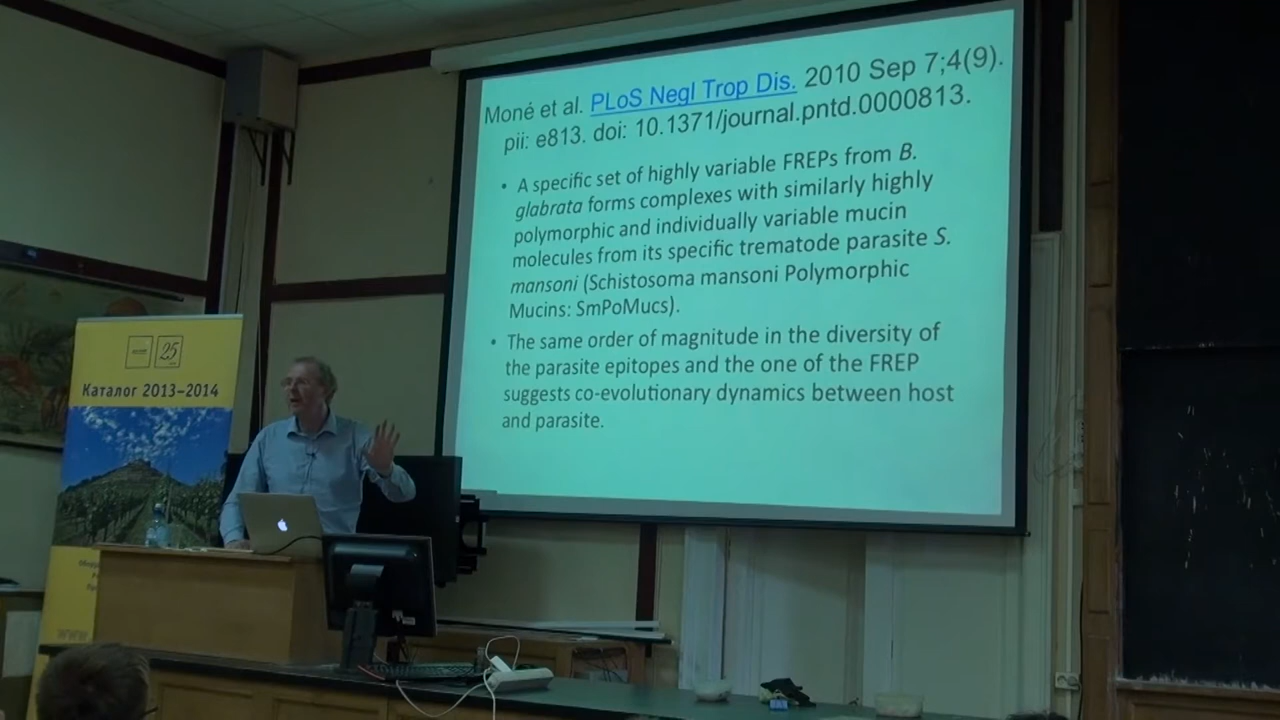 Moné et al. PLoS Negl Trop Dis. 2010 Sep 7;4(9).
pii: e813. doi: 10.1371/journal.pntd.0000813.
• A specific set of highly variable FREPs from B.
glabrata forms complexes with similarly highly
polymorphic and individually variable mucin
molecules from its specific trematode parasite S.
mansoni (Schistosoma mansoni Polymorphic
Mucins: SmPoMucs).
• The same order of magnitude in the diversity of
the parasite epitopes and the one of the FREP
suggests co-evolutionary dynamics between host
and parasite.
25
Каталог 2013–2014
www